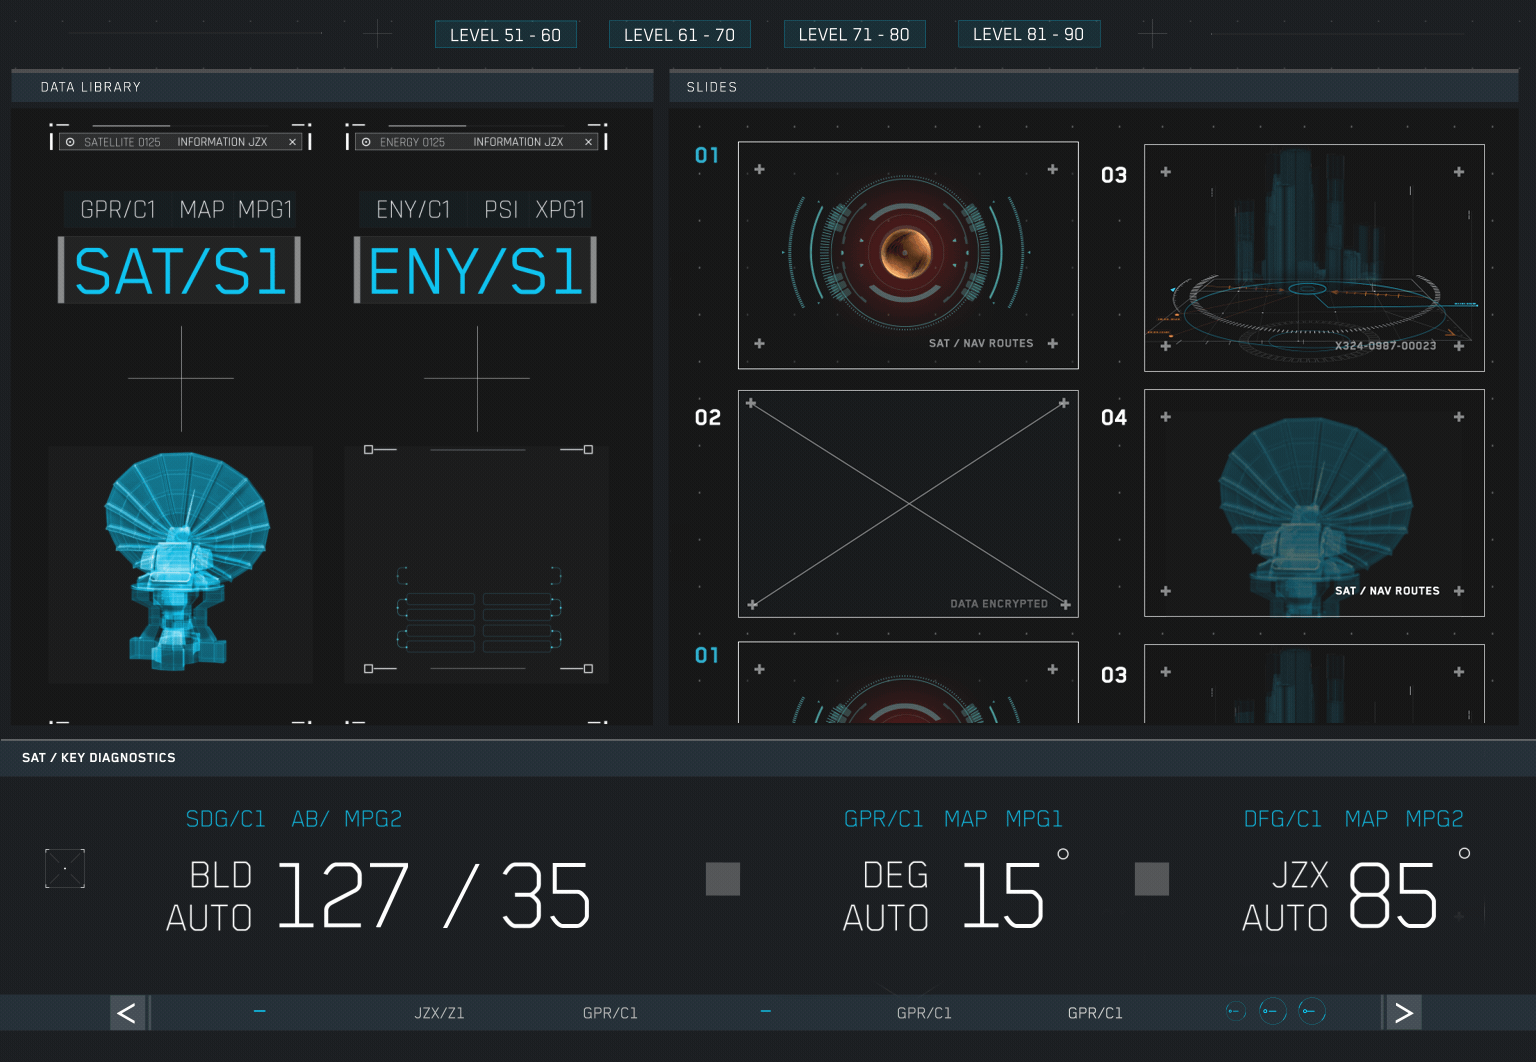 LEVEL 51 - 60
LEVEL 61 - 70
LEVEL 71 - 80
LEVEL 81 - 90
DATA LIBRARY
SATELLITE 0125 INFORMATION JZX ×
GPR/C1 MAP MPG1
SAT/S1
ENERGY 0125 INFORMATION JZX ×
ENY/C1 PSI XPG1
ENY/S1
SLIDES
01
SAT / NAV ROUTES
03
X324-0987-00023
02
DATA ENCRYPTED
04
SAT / NAV ROUTES
01
03
SAT / KEY DIAGNOSTICS
SDG/C1 AB/ MPG2
BLD
AUTO
127 / 35
GPR/C1 MAP MPG1
DEG
AUTO
15°
DFG/C1 MAP MPG2
JZX
AUTO
85°
< JZX/Z1 GPR/C1 GPR/C1 GPR/C1 >